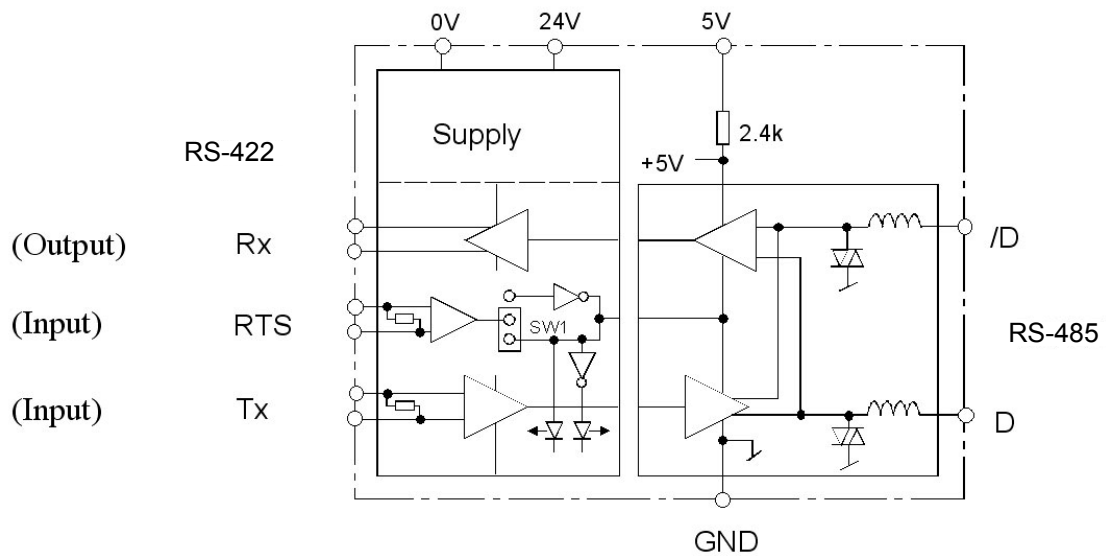 0V 24V 5V
Supply
2.4k
RS-422
+5V
(Output) Rx
/D
(Input) RTS
SW1
RS-485
(Input) Tx
D
GND